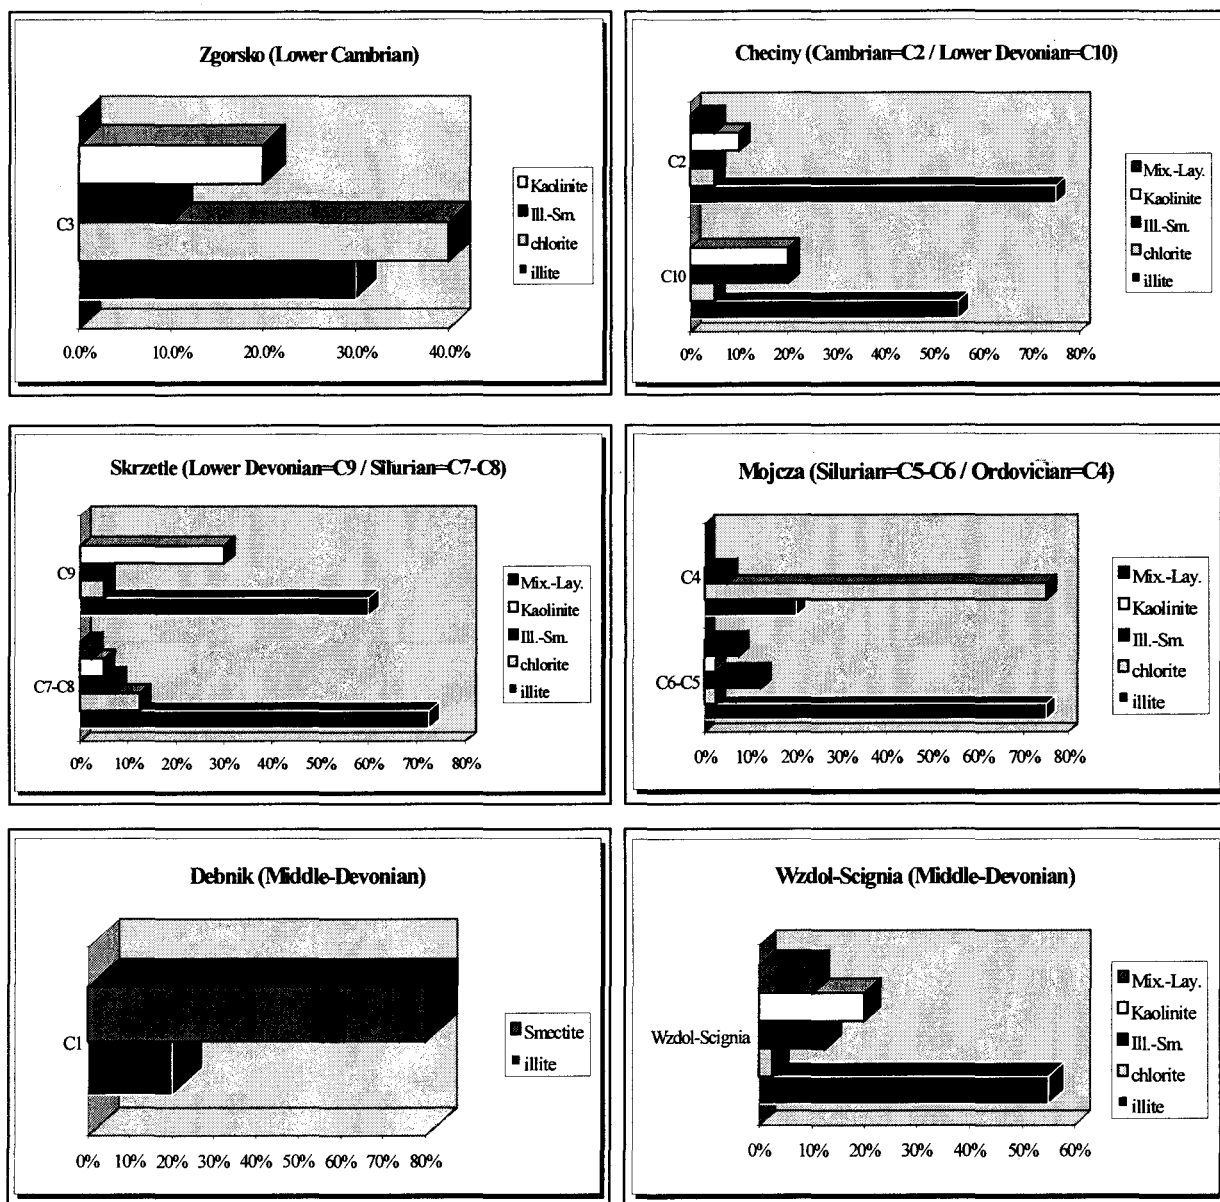 Zgorsko (Lower Cambrian)
C3
0.0% 10.0% 20.0% 30.0% 40.0%
Kaolinite
Ill.-Sm.
chlorite
illite
Checiny (Cambrian=C2 / Lower Devonian=C10)
C2
C10
0% 10% 20% 30% 40% 50% 60% 70% 80%
Mix.-Lay.
Kaolinite
Ill.-Sm.
chlorite
illite
Skrzetle (Lower Devonian=C9 / Silurian=C7-C8)
C9
C7-C8
0% 10% 20% 30% 40% 50% 60% 70% 80%
Mix.-Lay.
Kaolinite
Ill.-Sm.
chlorite
illite
Mojcza (Silurian=C5-C6 / Ordovician=C4)
C4
C6-C5
0% 10% 20% 30% 40% 50% 60% 70% 80%
Mix.-Lay.
Kaolinite
Ill.-Sm.
chlorite
illite
Debnik (Middle-Devonian)
C1
0% 10% 20% 30% 40% 50% 60% 70% 80%
Smectite
illite
Wzdol-Scignia (Middle-Devonian)
Wzdol-Scignia
0% 10% 20% 30% 40% 50% 60%
Mix.-Lay.
Kaolinite
Ill.-Sm.
chlorite
illite